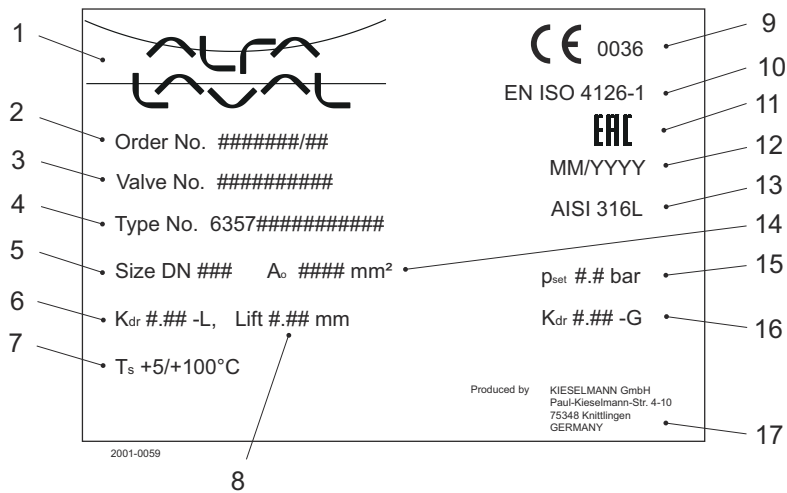 1
ALFA
LAVAL
2
Order No. #######/##
3
Valve No. ##########
4
Type No. 6357###########
5
Size DN ### Ao #### mm²
6
Kdr #.## -L, Lift #.## mm
7
Ts +5/+100°C
8
CE 0036
9
EN ISO 4126-1
10
EAC
11
MM/YYYY
12
AISI 316L
13
14
pset #.# bar
15
Kdr #.## -G
16
Produced by KIESELMANN GmbH
Paul-Kieselmann-Str. 4-10
75348 Knittlingen
GERMANY
17
2001-0059